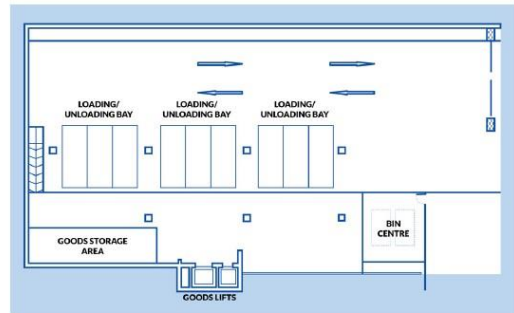 LOADING/
UNLOADING BAY
LOADING/
UNLOADING BAY
LOADING/
UNLOADING BAY
BIN
CENTRE
GOODS STORAGE
AREA
GOODS LIFTS